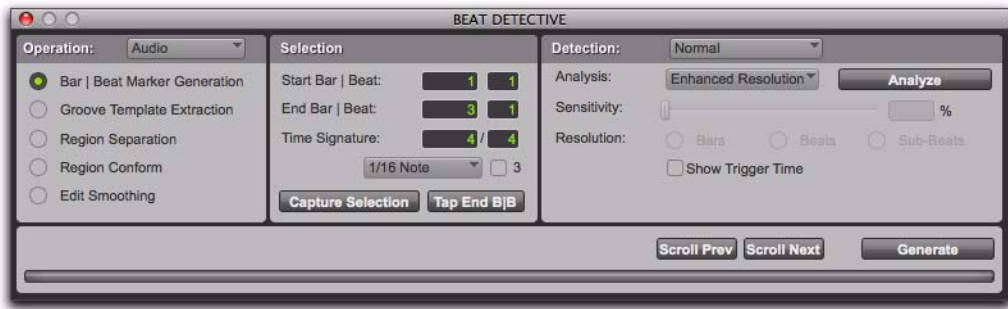 BEAT DETECTIVE
Operation: Audio
Bar | Beat Marker Generation
Groove Template Extraction
Region Separation
Region Conform
Edit Smoothing
Selection
Start Bar | Beat: 1 1
End Bar | Beat: 3 1
Time Signature: 4 / 4
1/16 Note 3
Capture Selection Tap End B|B
Detection: Normal
Analysis: Enhanced Resolution Analyze
Sensitivity: %
Resolution: Bars Beats Sub-Beats
Show Trigger Time
Scroll Prev Scroll Next Generate